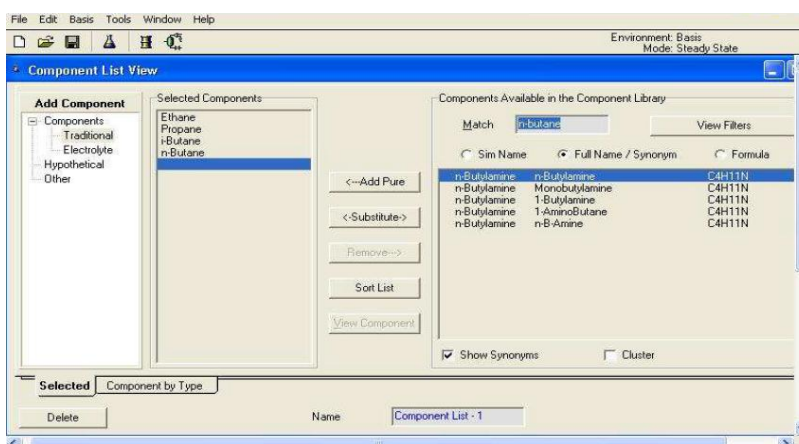 File Edit Basis Tools Window Help
Environment: Basis
Mode: Steady State
Component List View
Add Component
Components
Traditional
Electrolyte
Hypothetical
Other
Selected Components
Ethane
Propane
i-Butane
n-Butane
<---Add Pure
<-Substitute->
Remove--->
Sort List
View Component
Components Available in the Component Library
Match n-butane View Filters
Sim Name Full Name / Synonym Formula
n-Butylamine n-Butylamine C4H11N
n-Butylamine Monobutylamine C4H11N
n-Butylamine 1-Butylamine C4H11N
n-Butylamine 1-AminoButane C4H11N
n-Butylamine n-B-Amine C4H11N
Show Synonyms Cluster
Selected Component by Type
Delete Name Component List - 1